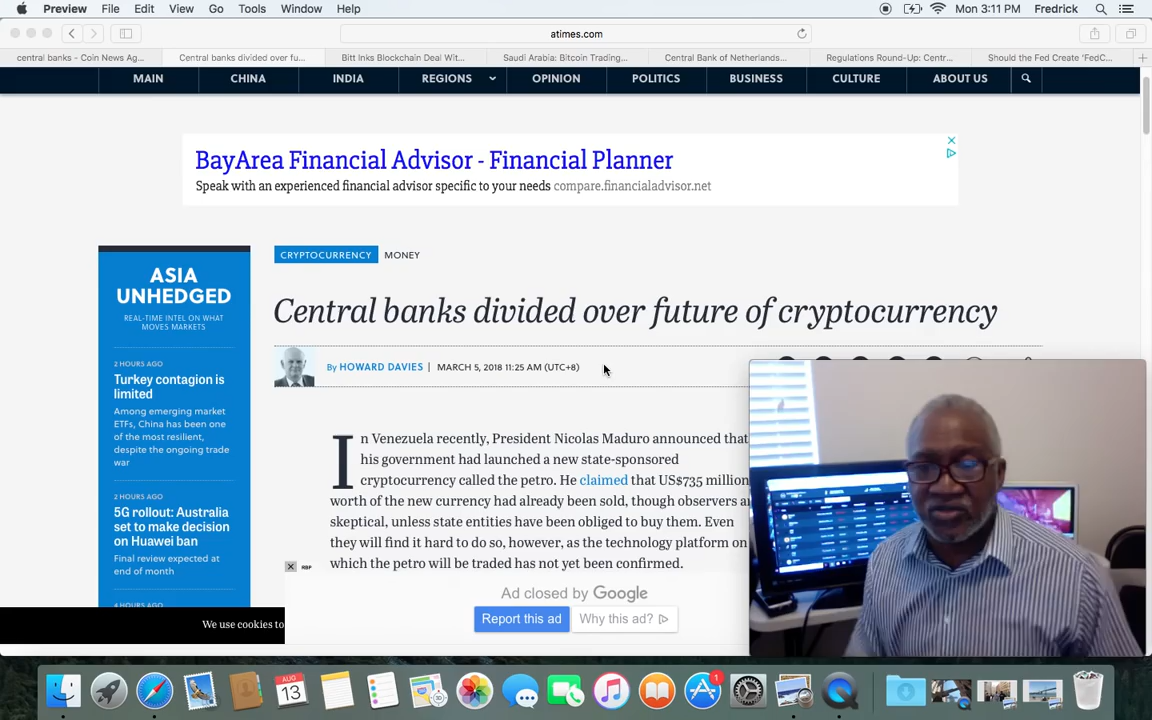 Preview File Edit View Go Tools Window Help Mon 3:11 PM Fredrick
atimes.com
central banks - Coin News Ag... Central banks divided over fu... Bitt Inks Blockchain Deal Wit... Saudi Arabia: Bitcoin Trading... Central Bank of Netherlands... Regulations Round-Up: Centr... Should the Fed Create 'FedC...
MAIN CHINA INDIA REGIONS OPINION POLITICS BUSINESS CULTURE ABOUT US
BayArea Financial Advisor - Financial Planner
Speak with an experienced financial advisor specific to your needs compare.financialadvisor.net
ASIA
UNHEDGED
REAL-TIME INTEL ON WHAT
MOVES MARKETS
2 HOURS AGO
Turkey contagion is
limited
Among emerging market
ETFs, China has been
one of the most resilient,
despite the ongoing trade
war
2 HOURS AGO
5G rollout: Australia
set to make decision
on Huawei ban
Final review expected at
end of month
4 HOURS AGO
We use cookies to
CRYPTOCURRENCY MONEY
Central banks divided over future of cryptocurrency
By HOWARD DAVIES | MARCH 5, 2018 11:25 AM (UTC+8)
In Venezuela recently, President Nicolas Maduro announced that
his government had launched a new state-sponsored
cryptocurrency called the petro. He claimed that US$735 million
worth of the new currency had already been sold, though observers a
skeptical, unless state entities have been obliged to buy them. Even
they will find it hard to do so, however, as the technology platform on
which the petro will be traded has not yet been confirmed.
RBP
Ad closed by Google
Report this ad Why this ad?
AUG
13
3D
1